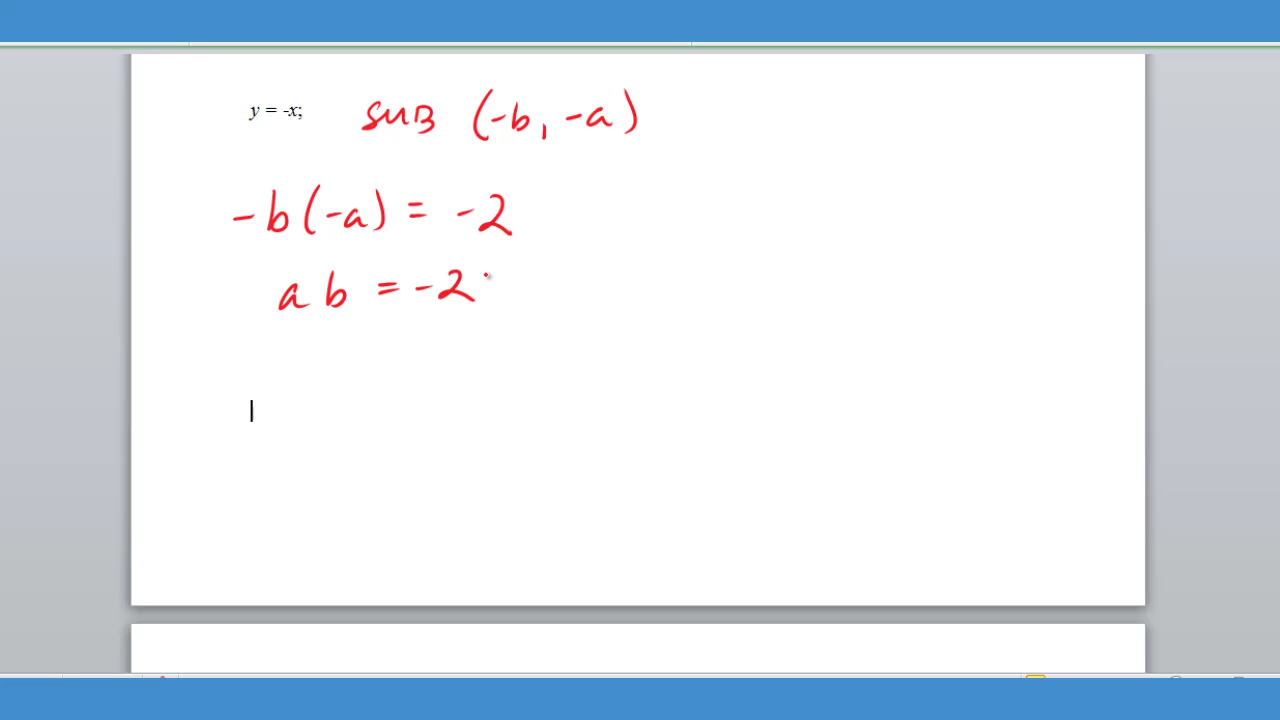 y = -x; SUB (-b, -a)
-b(-a) = -2
ab = -2